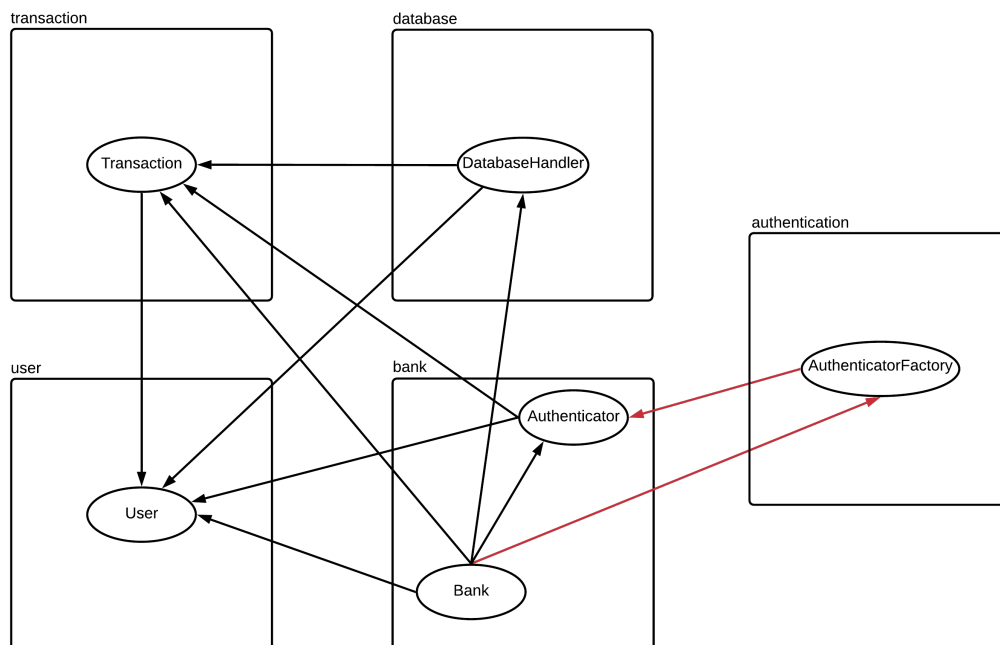 transaction
database
Transaction
DatabaseHandler
authentication
AuthenticatorFactory
user
bank
Authenticator
User
Bank